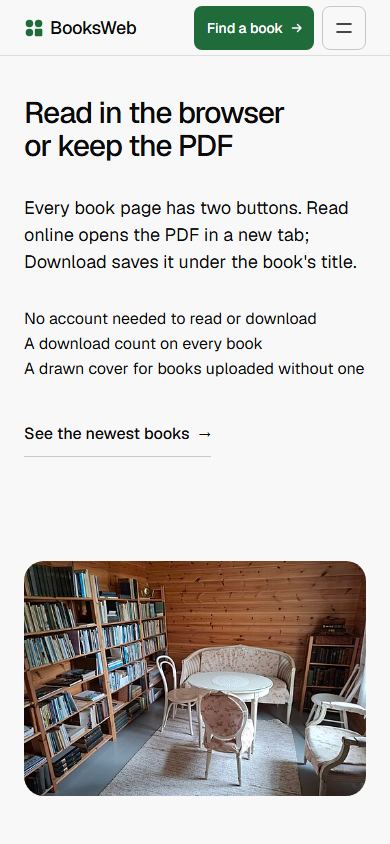 BooksWeb
Find a book →
Read in the browser
or keep the PDF
Every book page has two buttons. Read
online opens the PDF in a new tab;
Download saves it under the book's title.
No account needed to read or download
A download count on every book
A drawn cover for books uploaded without one
See the newest books →